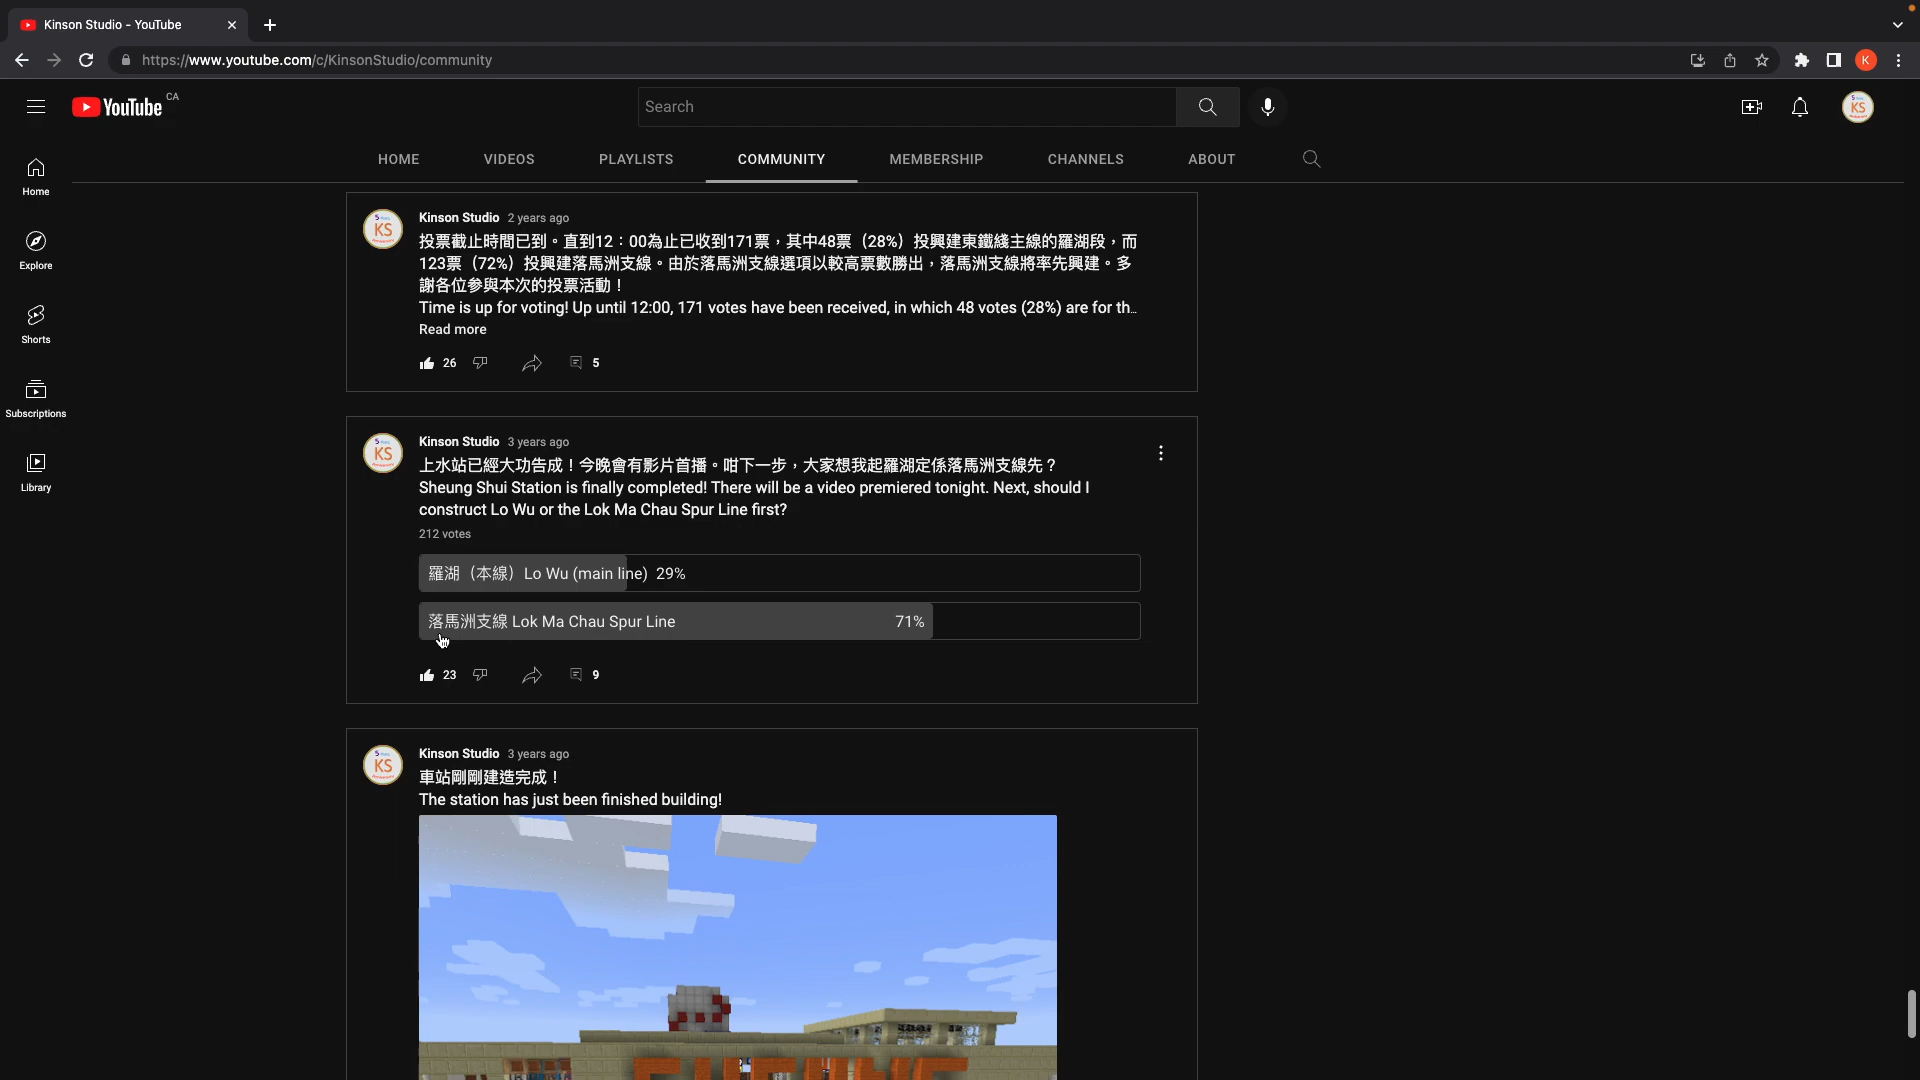 Kinson Studio - YouTube
https://www.youtube.com/c/KinsonStudio/community
K
YouTube CA
Search
KS
HOME VIDEOS PLAYLISTS COMMUNITY MEMBERSHIP CHANNELS ABOUT
Home
Explore
Shorts
Subscriptions
Library
KS
Kinson Studio 2 years ago
投票截止時間已到。直到12：00為止已收到171票，其中48票（28%）投興建東鐵綫主線的羅湖段，而
123票（72%）投興建落馬洲支線。由於落馬洲支線選項以較高票數勝出，落馬洲支線將率先興建。多
謝各位參與本次的投票活動！
Time is up for voting! Up until 12:00, 171 votes have been received, in which 48 votes (28%) are for th...
Read more
26 5
KS
Kinson Studio 3 years ago
上水站已經大功告成！今晚會有影片首播。咁下一步，大家想我起羅湖定係落馬洲支線先？
Sheung Shui Station is finally completed! There will be a video premiered tonight. Next, should I
construct Lo Wu or the Lok Ma Chau Spur Line first?
212 votes
羅湖（本線）Lo Wu (main line) 29%
落馬洲支線 Lok Ma Chau Spur Line 71%
23 9
KS
Kinson Studio 3 years ago
車站剛剛建造完成！
The station has just been finished building!